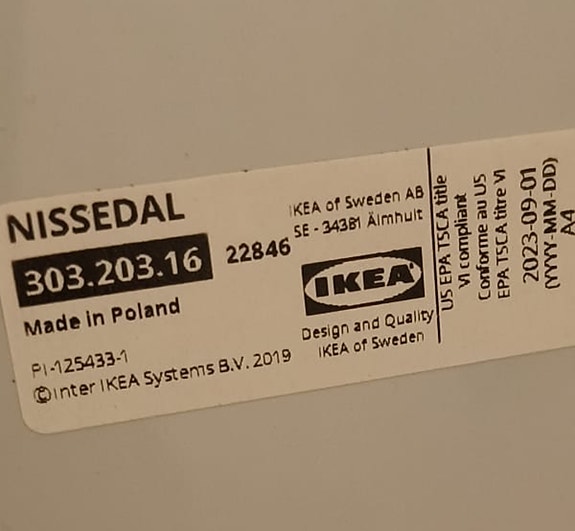 NISSEDAL
303.203.16
22846
Made in Poland
PI-125433-1
©Inter IKEA Systems B.V. 2019
IKEA of Sweden AB
SE - 34381 Älmhult
IKEA
Design and Quality
IKEA of Sweden
US EPA TSCA title
VI compliant
Conforme au US
EPA TSCA titre VI
2023-09-01
(YYYY-MM-DD)
A4